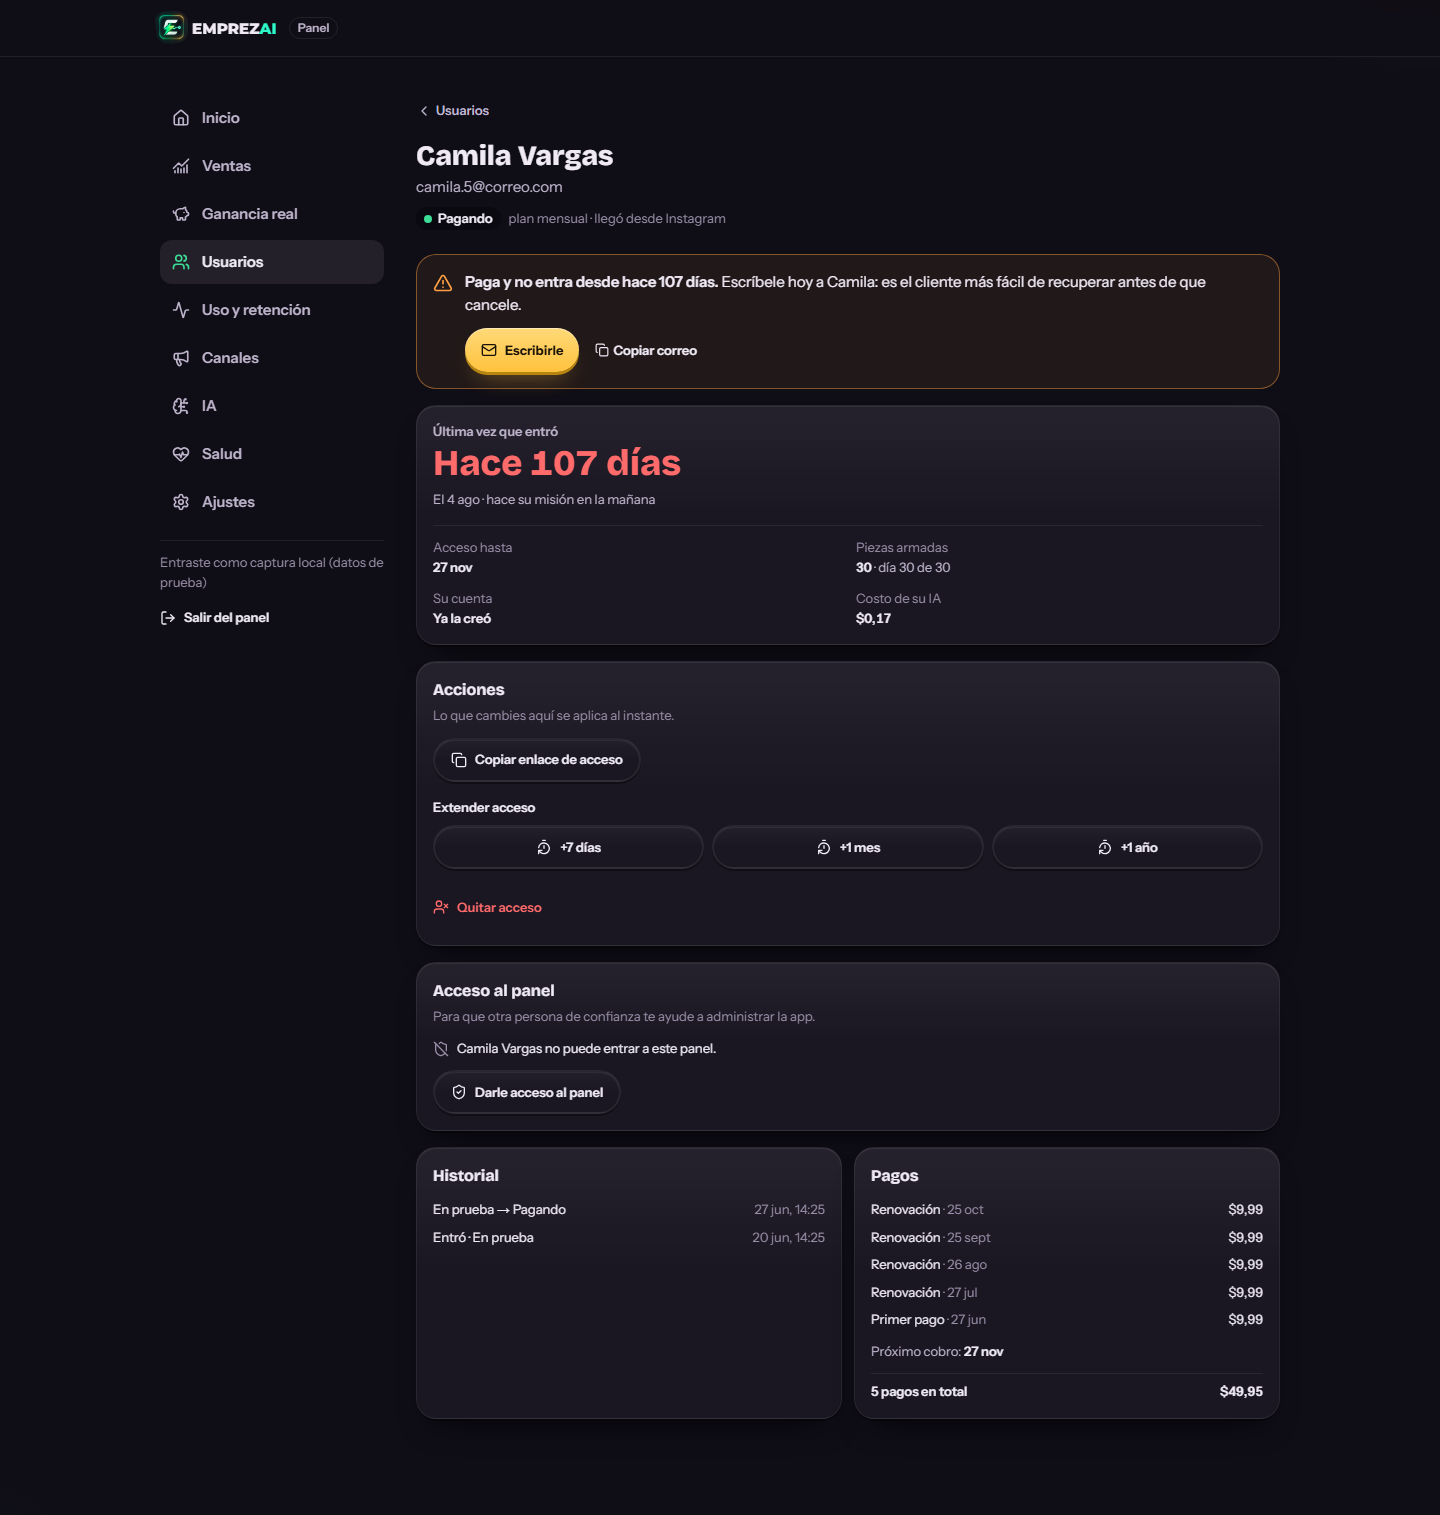 EMPREZAI Panel
Inicio
Ventas
Ganancia real
Usuarios
Uso y retención
Canales
IA
Salud
Ajustes
Entraste como captura local (datos de
prueba)
Salir del panel
Usuarios
Camila Vargas
camila.5@correo.com
Pagando plan mensual · llegó desde Instagram
Paga y no entra desde hace 107 días. Escríbele hoy a Camila: es el cliente más fácil de recuperar antes de que
cancele.
Escribirle Copiar correo
Última vez que entró
Hace 107 días
El 4 ago · hace su misión en la mañana
Acceso hasta
27 nov
Piezas armadas
30 · día 30 de 30
Su cuenta
Ya la creó
Costo de su IA
$0,17
Acciones
Lo que cambies aquí se aplica al instante.
Copiar enlace de acceso
Extender acceso
+7 días +1 mes +1 año
Quitar acceso
Acceso al panel
Para que otra persona de confianza te ayude a administrar la app.
Camila Vargas no puede entrar a este panel.
Darle acceso al panel
Historial
En prueba → Pagando 27 jun, 14:25
Entró · En prueba 20 jun, 14:25
Pagos
Renovación · 25 oct $9,99
Renovación · 25 sept $9,99
Renovación · 26 ago $9,99
Renovación · 27 jul $9,99
Primer pago · 27 jun $9,99
Próximo cobro: 27 nov
5 pagos en total $49,95